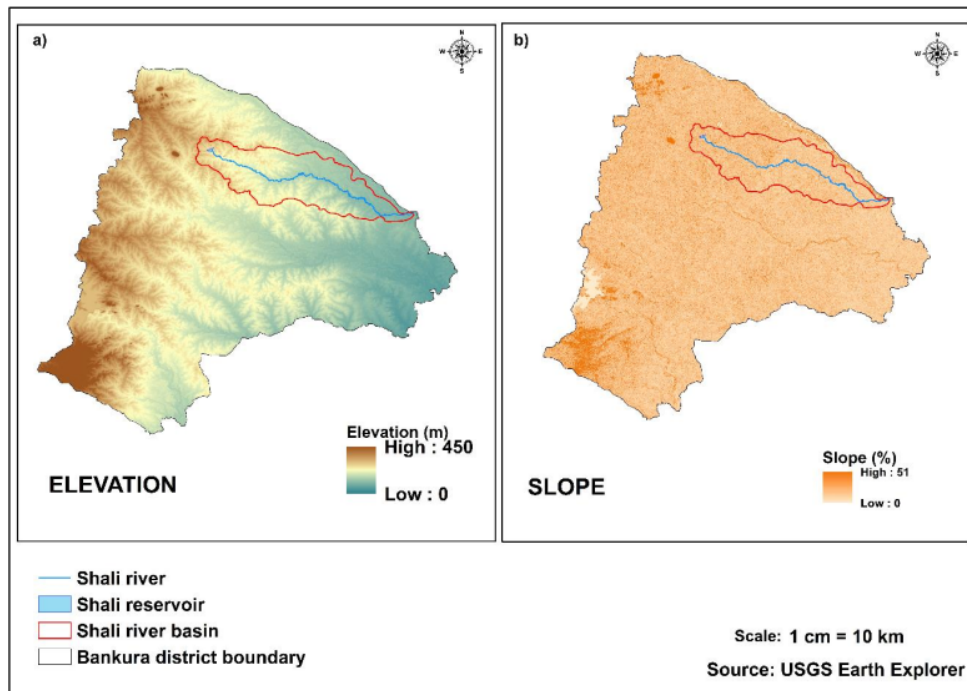 a)
N
W E
S
Elevation (m)
High : 450
Low : 0
ELEVATION
b)
N
W E
S
Slope (%)
High : 51
Low : 0
SLOPE
Shali river
Shali reservoir
Shali river basin
Bankura district boundary
Scale: 1 cm = 10 km
Source: USGS Earth Explorer